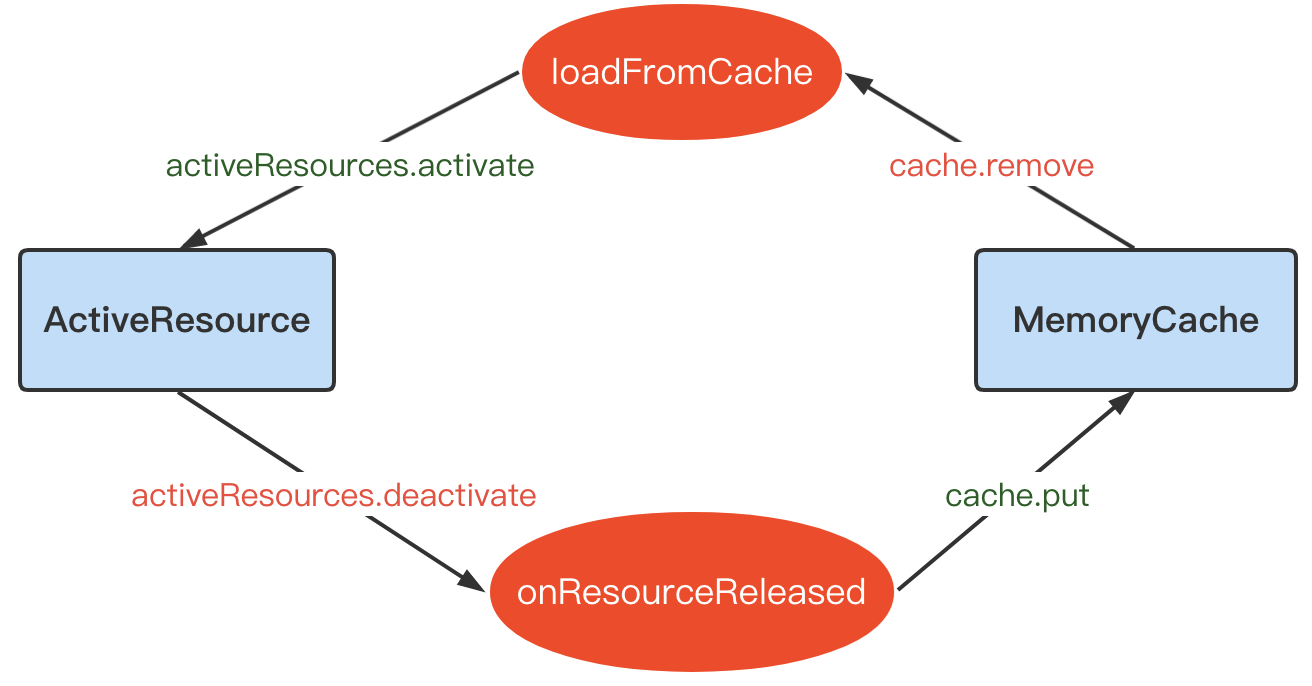 loadFromCache
activeResources.activate
cache.remove
ActiveResource
MemoryCache
activeResources.deactivate
cache.put
onResourceReleased